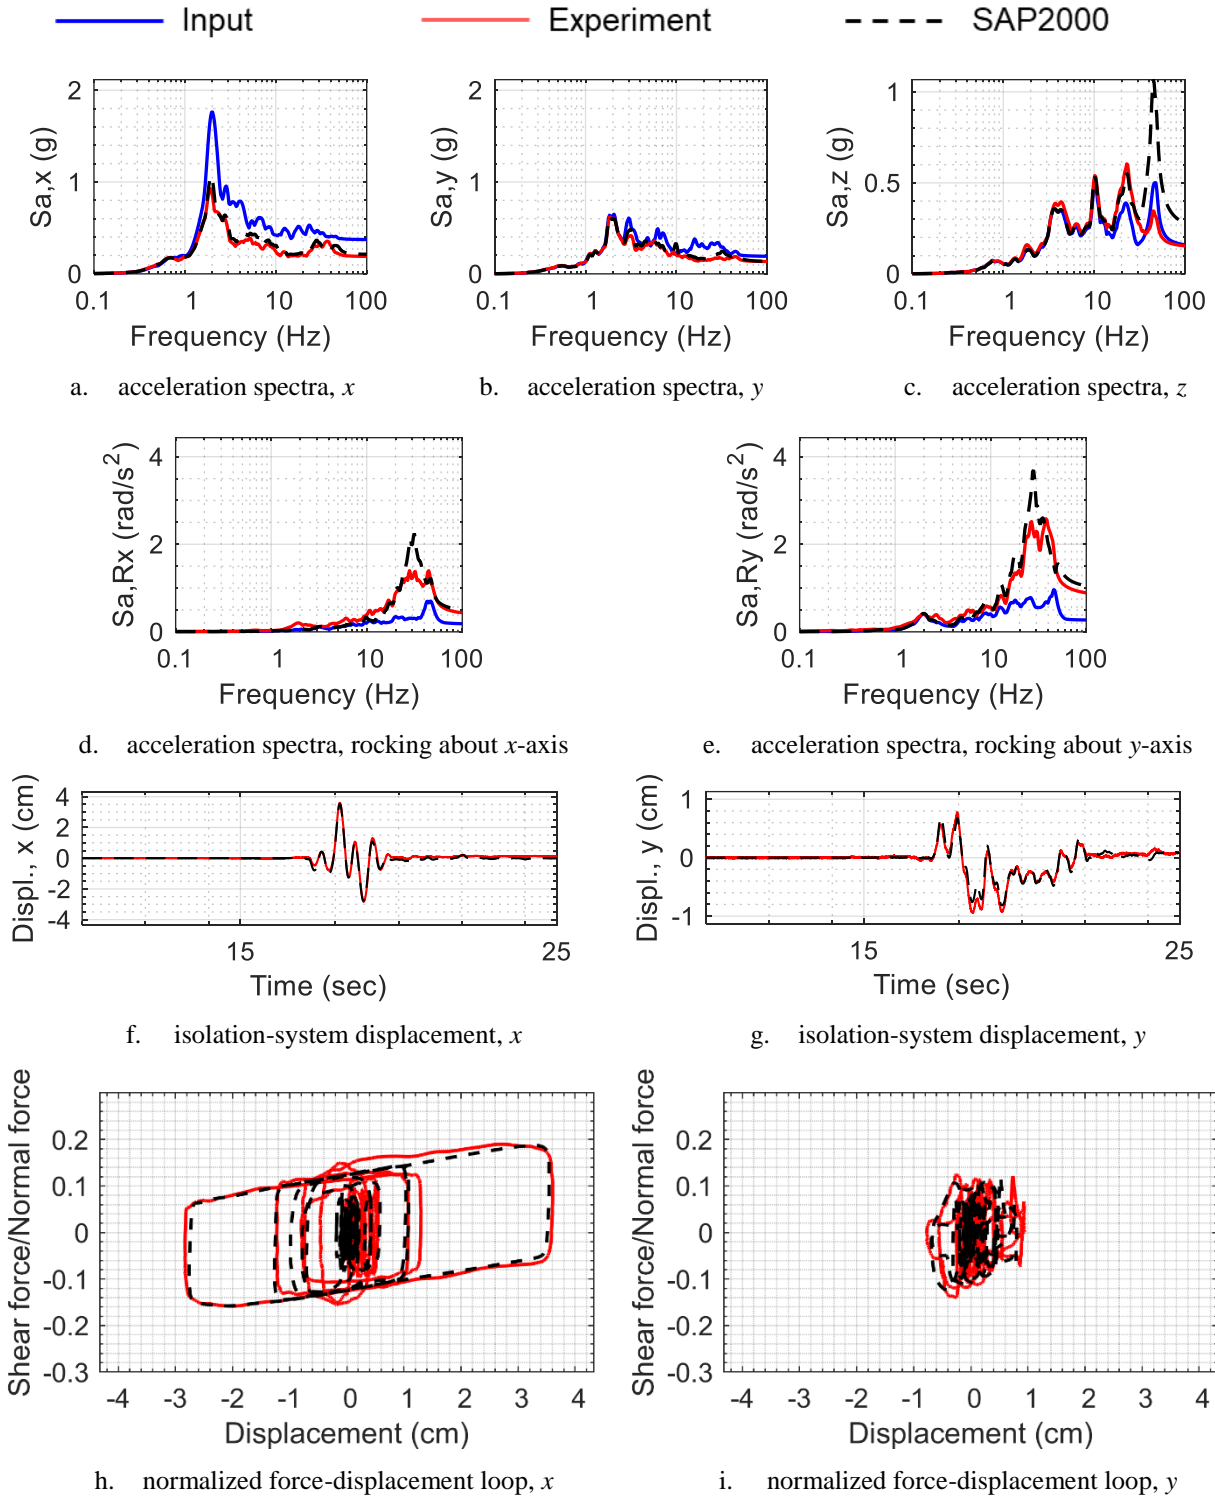 Input Experiment SAP2000
Sa,x (g)
2
1
0
0.1 1 10 100
Frequency (Hz)
a. acceleration spectra, x
Sa,y (g)
2
1
0
0.1 1 10 100
Frequency (Hz)
b. acceleration spectra, y
Sa,z (g)
1
0.5
0
0.1 1 10 100
Frequency (Hz)
c. acceleration spectra, z
Sa,Rx (rad/s²)
4
2
0
0.1 1 10 100
Frequency (Hz)
d. acceleration spectra, rocking about x-axis
Sa,Ry (rad/s²)
4
2
0
0.1 1 10 100
Frequency (Hz)
e. acceleration spectra, rocking about y-axis
Displ., x (cm)
4
2
0
-2
-4
15 25
Time (sec)
f. isolation-system displacement, x
Displ., y (cm)
1
0
-1
15 25
Time (sec)
g. isolation-system displacement, y
Shear force/Normal force
0.2
0.1
0
-0.1
-0.2
-0.3
-4 -3 -2 -1 0 1 2 3 4
Displacement (cm)
h. normalized force-displacement loop, x
Shear force/Normal force
0.2
0.1
0
-0.1
-0.2
-0.3
-4 -3 -2 -1 0 1 2 3 4
Displacement (cm)
i. normalized force-displacement loop, y